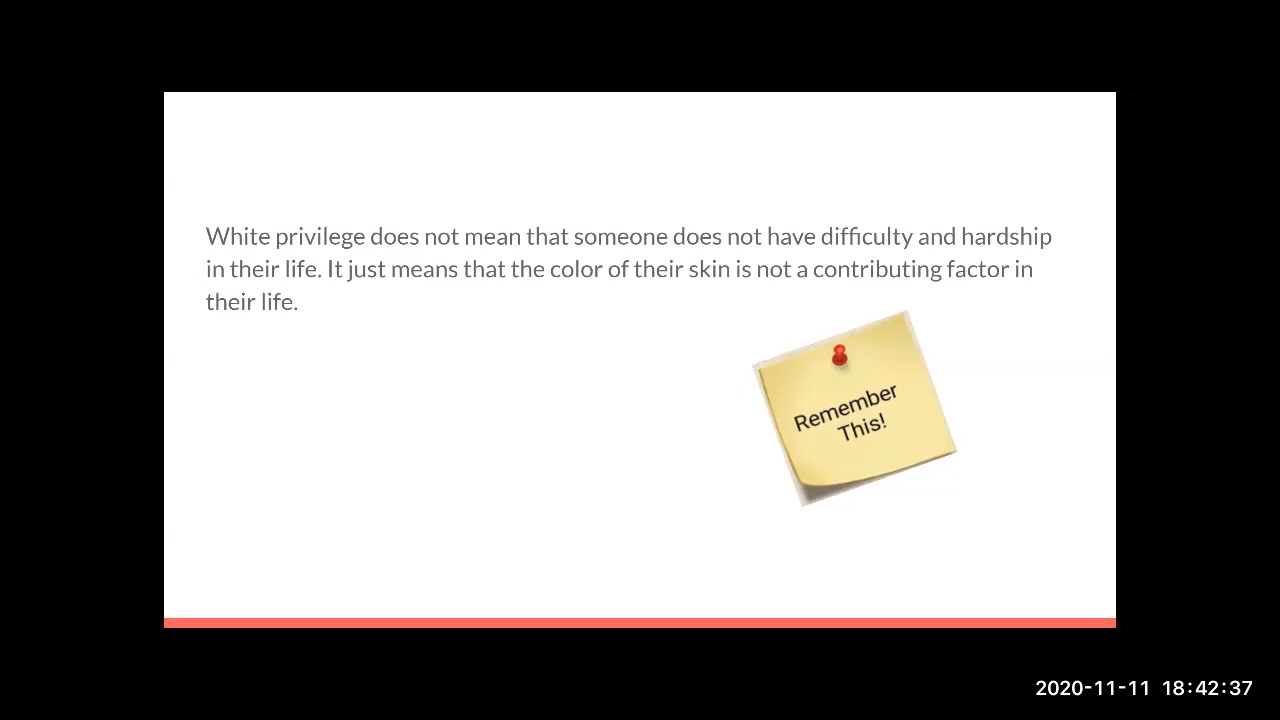 White privilege does not mean that someone does not have difficulty and hardship
in their life. It just means that the color of their skin is not a contributing factor in
their life.
Remember
This!
2020-11-11 18:42:37